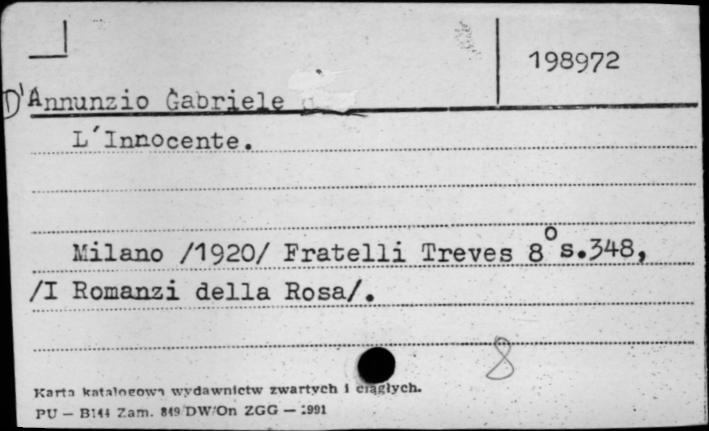 198972
D'Annunzio Gabriele
L'Innocente.
Milano /1920/ Fratelli Treves 8° s.348,
/I Romanzi della Rosa/.
8
Karta katalogowa wydawnictw zwartych i ciągłych.
PU — B144 Zam. 849/DW/On ZGG — 1991